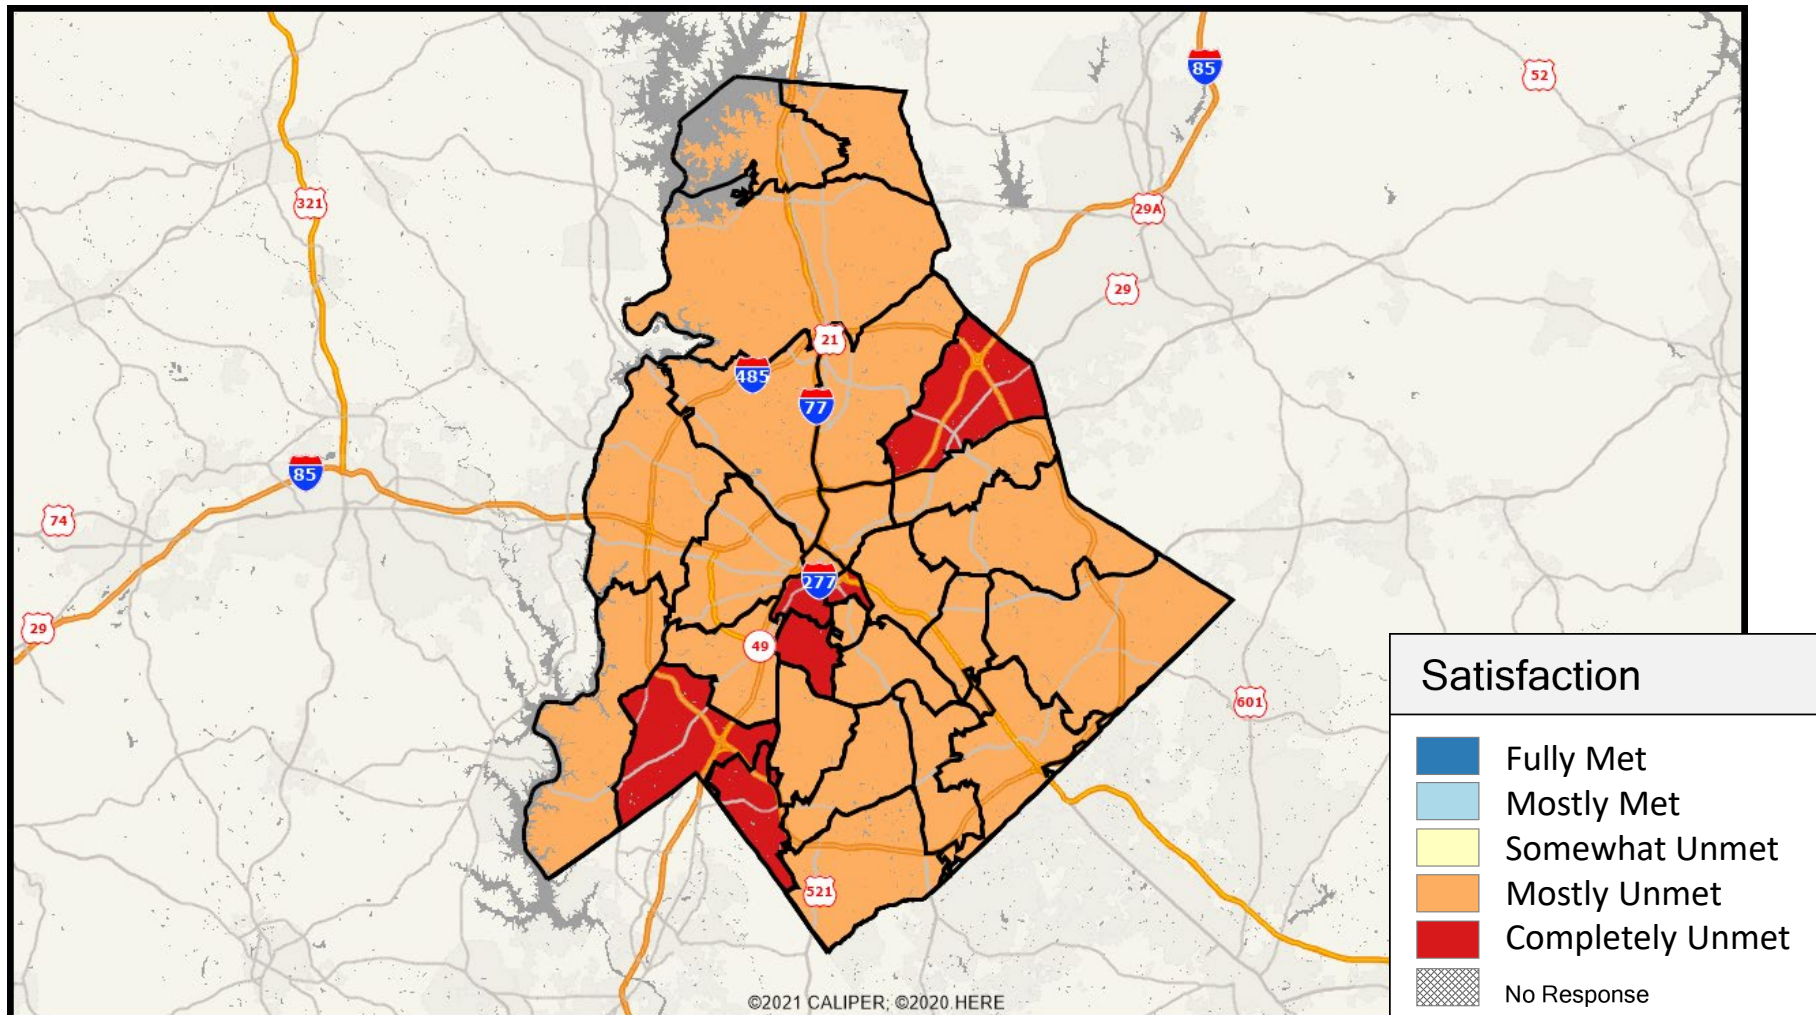 85
52
321
29A
29
21
485
77
85
74
277
29
49
601
521
Satisfaction
Fully Met
Mostly Met
Somewhat Unmet
Mostly Unmet
Completely Unmet
No Response
©2021 CALIPER; ©2020 HERE